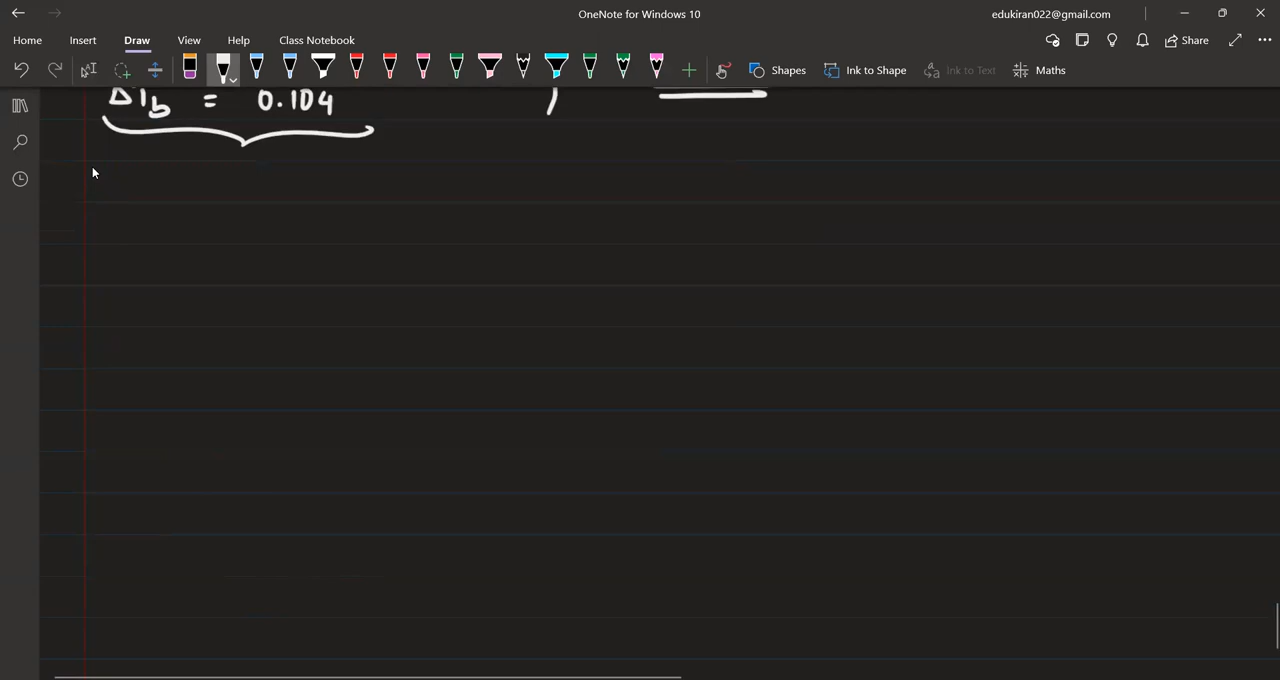 OneNote for Windows 10
edukiran022@gmail.com
Home Insert Draw View Help Class Notebook
Share
Shapes Ink to Shape Ink to Text Maths
ΔT_b = 0.104